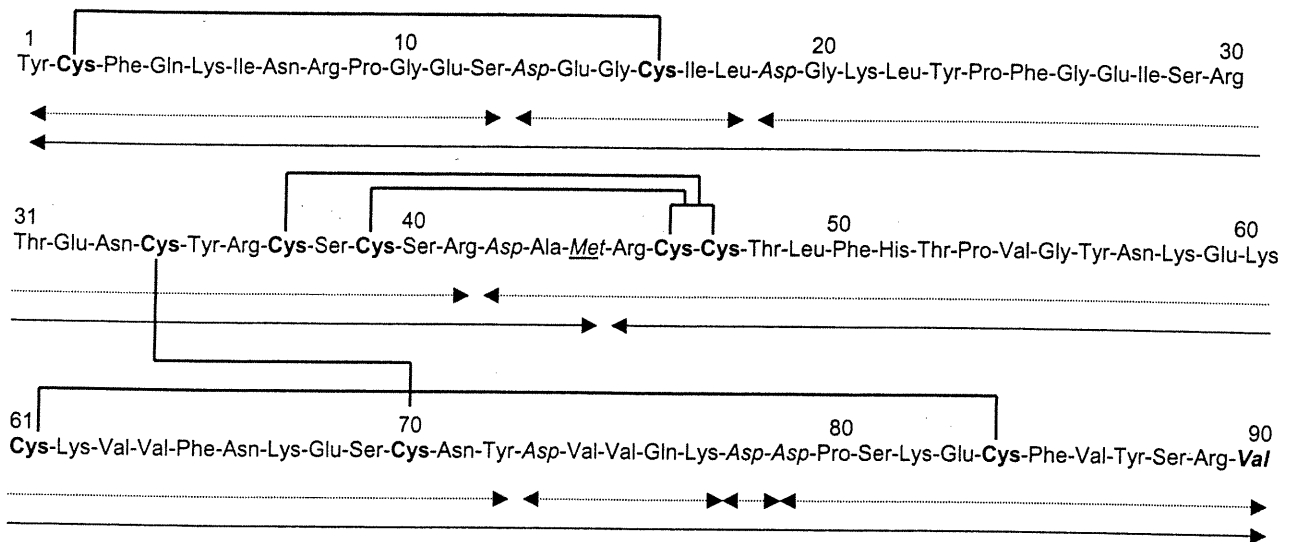 1 10 20 30
Tyr-Cys-Phe-Gln-Lys-Ile-Asn-Arg-Pro-Gly-Glu-Ser-Asp-Glu-Gly-Cys-Ile-Leu-Asp-Gly-Lys-Leu-Tyr-Pro-Phe-Gly-Glu-Ile-Ser-Arg
31 40 50 60
Thr-Glu-Asn-Cys-Tyr-Arg-Cys-Ser-Cys-Ser-Arg-Asp-Ala-Met-Arg-Cys-Cys-Thr-Leu-Phe-His-Thr-Pro-Val-Gly-Tyr-Asn-Lys-Glu-Lys
61 70 80 90
Cys-Lys-Val-Val-Phe-Asn-Lys-Glu-Ser-Cys-Asn-Tyr-Asp-Val-Val-Gln-Lys-Asp-Asp-Pro-Ser-Lys-Glu-Cys-Phe-Val-Tyr-Ser-Arg-Val